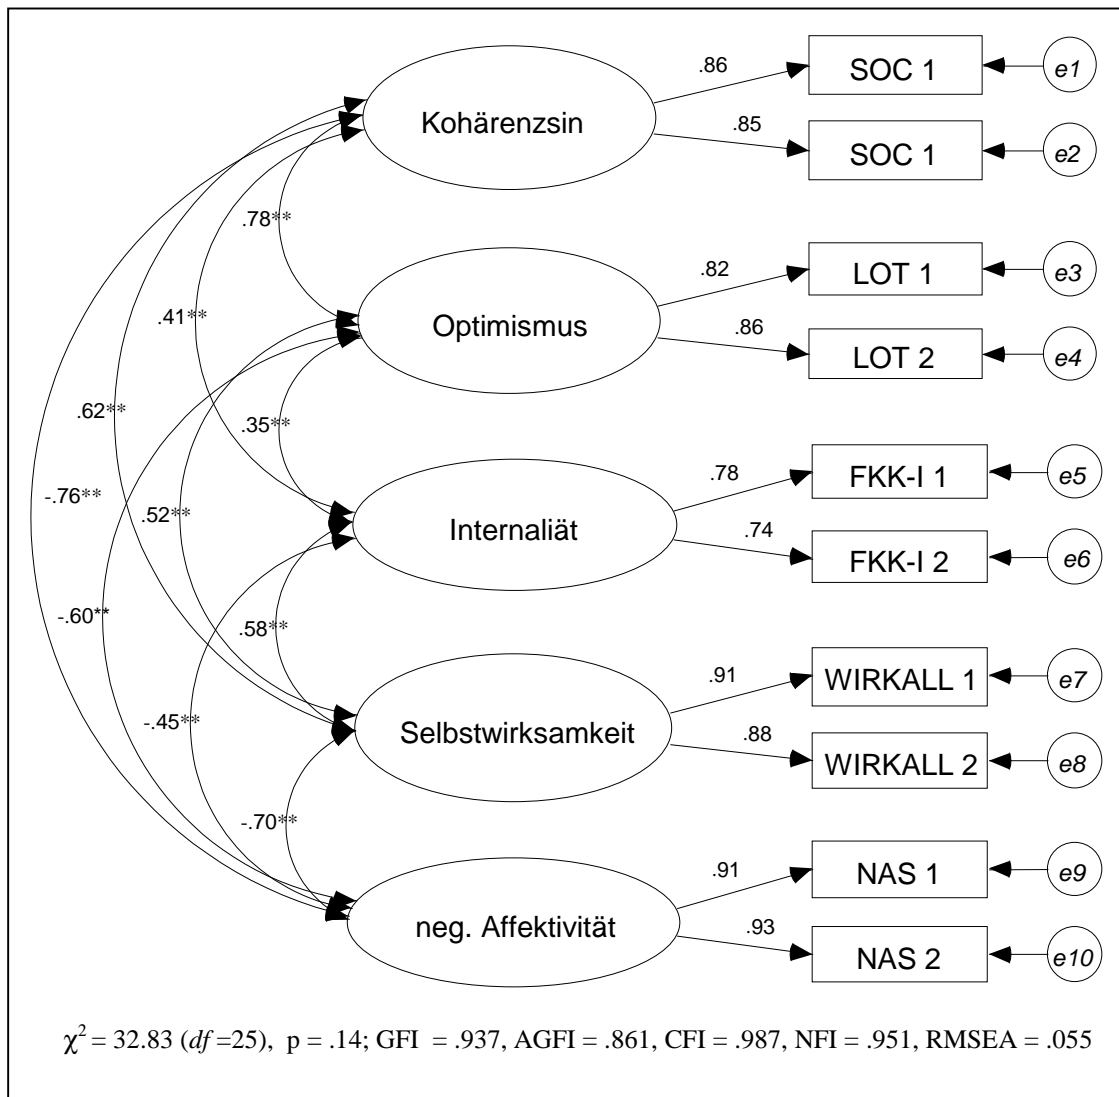 .86
SOC 1
e1
Kohärenzsin
.85
SOC 1
e2
.78**
.82
LOT 1
e3
.41**
Optimismus
.86
LOT 2
e4
.62**
.35**
.78
FKK-I 1
e5
-.76**
.52**
Internaliät
.74
FKK-I 2
e6
-.60**
.58**
.91
WIRKALL 1
e7
-.45**
Selbstwirksamkeit
.88
WIRKALL 2
e8
-.70**
.91
NAS 1
e9
neg. Affektivität
.93
NAS 2
e10
χ² = 32.83 (df =25), p = .14; GFI = .937, AGFI = .861, CFI = .987, NFI = .951, RMSEA = .055